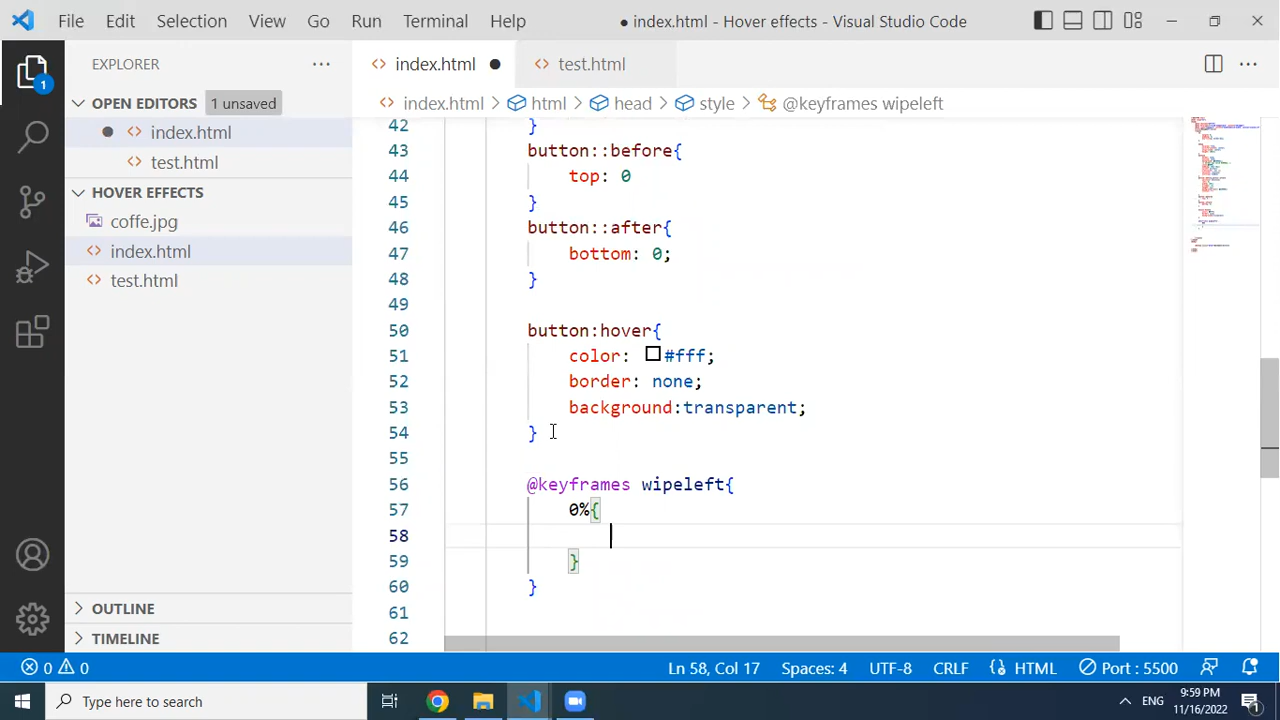 File Edit Selection View Go Run Terminal Help ● index.html - Hover effects - Visual Studio Code
EXPLORER ...
<> index.html ● <> test.html ...
1
OPEN EDITORS 1 unsaved
● <> index.html
<> test.html
HOVER EFFECTS
coffe.jpg
<> index.html
<> test.html
OUTLINE
TIMELINE
<> index.html > html > head > style > @keyframes wipeleft
42 }
43 button::before{
44 top: 0
45 }
46 button::after{
47 bottom: 0;
48 }
49
50 button:hover{
51 color: #fff;
52 border: none;
53 background:transparent;
54 }
55
56 @keyframes wipeleft{
57 0%{
58
59 }
60 }
61
62
0 0 Ln 58, Col 17 Spaces: 4 UTF-8 CRLF {} HTML Port : 5500
Type here to search ENG 9:59 PM
11/16/2022 1